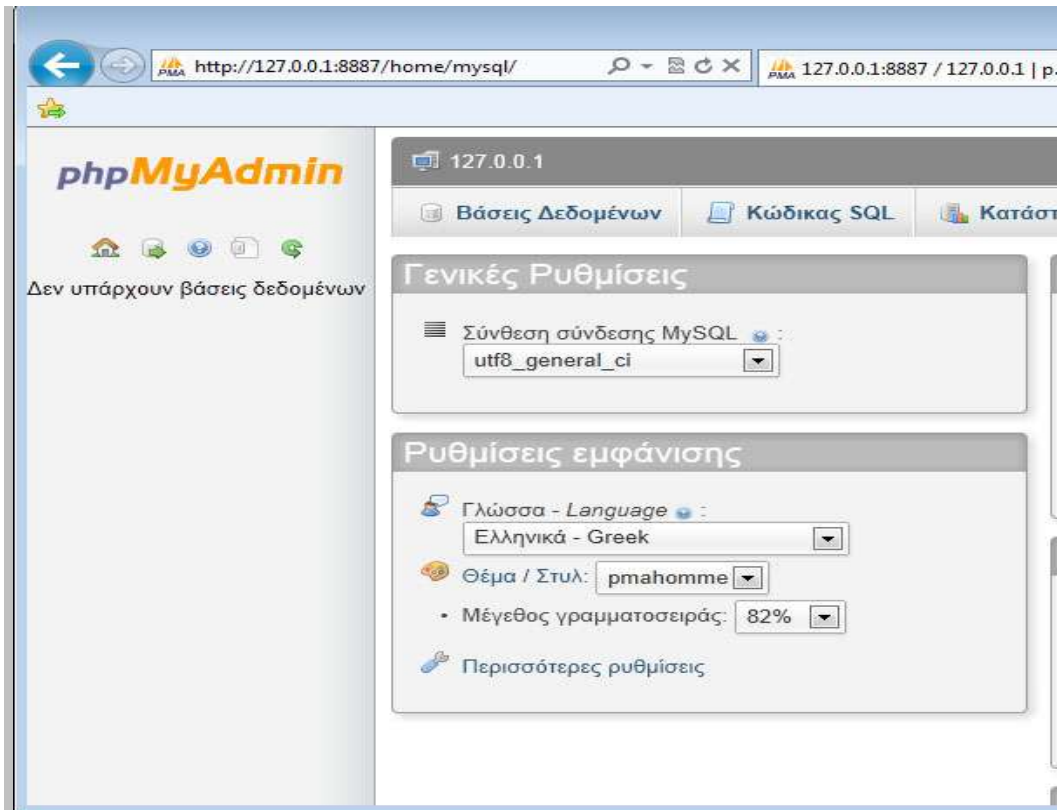 http://127.0.0.1:8887/home/mysql/
127.0.0.1:8887 / 127.0.0.1 | p.
phpMyAdmin
Δεν υπάρχουν βάσεις δεδομένων
127.0.0.1
Βάσεις Δεδομένων Κώδικας SQL Κατάστ
Γενικές Ρυθμίσεις
Σύνθεση σύνδεσης MySQL :
utf8_general_ci
Ρυθμίσεις εμφάνισης
Γλώσσα - Language :
Ελληνικά - Greek
Θέμα / Στυλ: pmahomme
• Μέγεθος γραμματοσειράς: 82%
Περισσότερες ρυθμίσεις